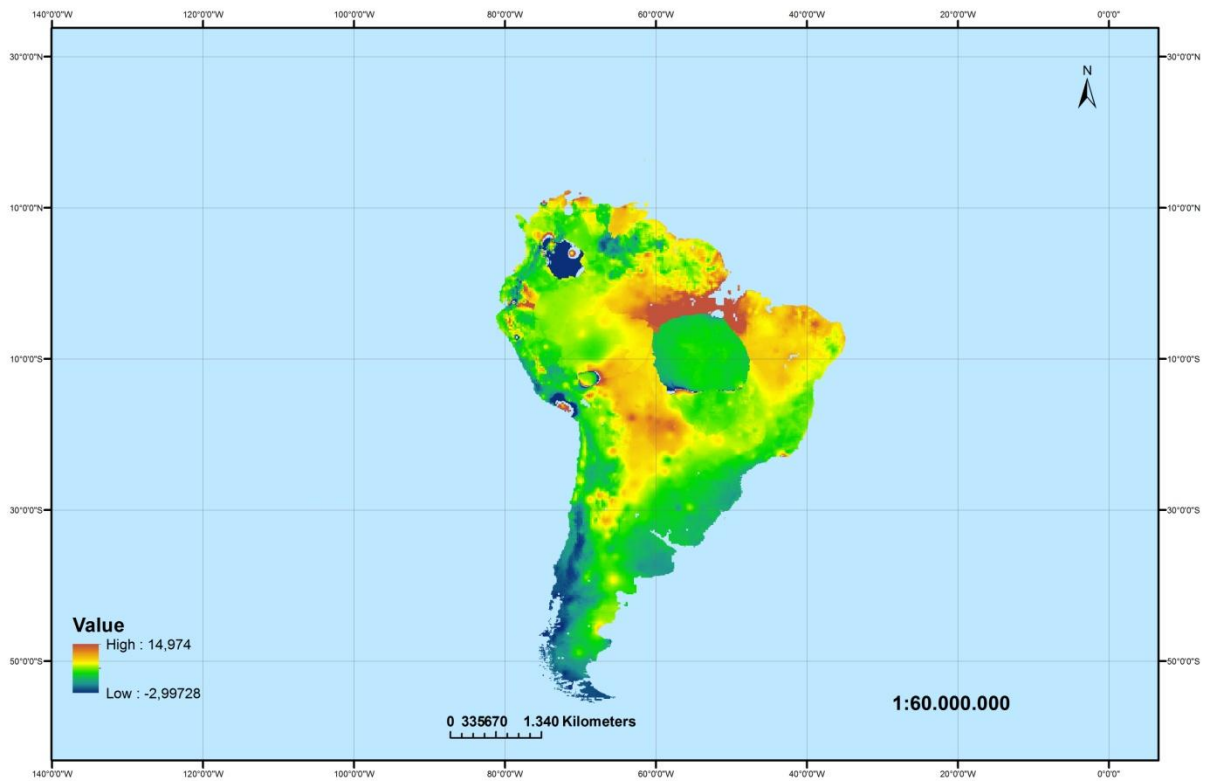 140°0'0"W 120°0'0"W 100°0'0"W 80°0'0"W 60°0'0"W 40°0'0"W 20°0'0"W 0°0'0"
30°0'0"N 30°0'0"N
N
10°0'0"N 10°0'0"N
10°0'0"S 10°0'0"S
30°0'0"S 30°0'0"S
Value
High : 14,974
Low : -2,99728
50°0'0"S 50°0'0"S
1:60.000.000
0 335670 1.340 Kilometers
140°0'0"W 120°0'0"W 100°0'0"W 80°0'0"W 60°0'0"W 40°0'0"W 20°0'0"W 0°0'0"